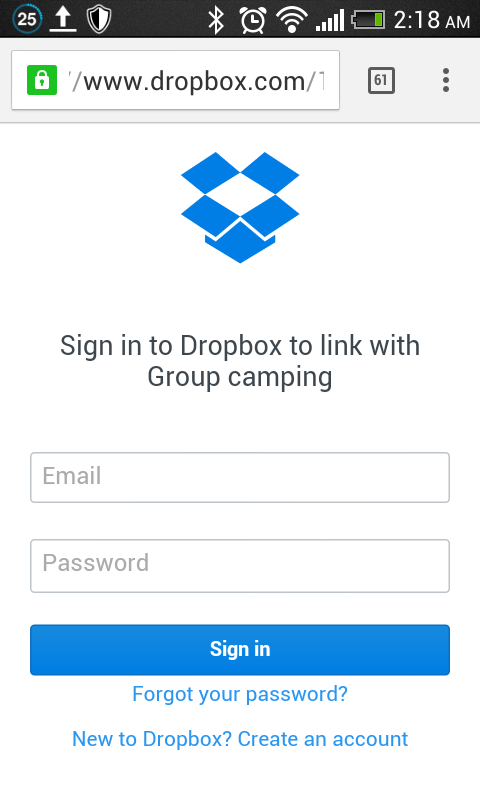 25
2:18 AM
//www.dropbox.com/
61
Sign in to Dropbox to link with
Group camping
Email
Password
Sign in
Forgot your password?
New to Dropbox? Create an account